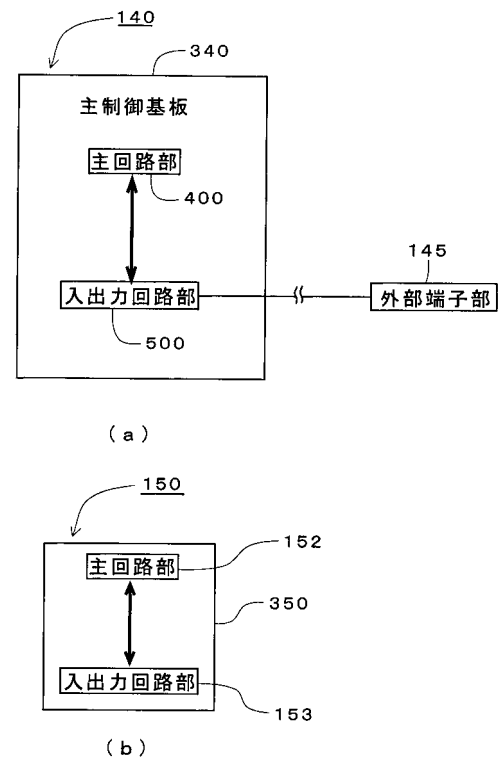 140
340
主制御基板
主回路部
400
145
入出力回路部
外部端子部
500
(a)
150
152
主回路部
350
入出力回路部
153
(b)